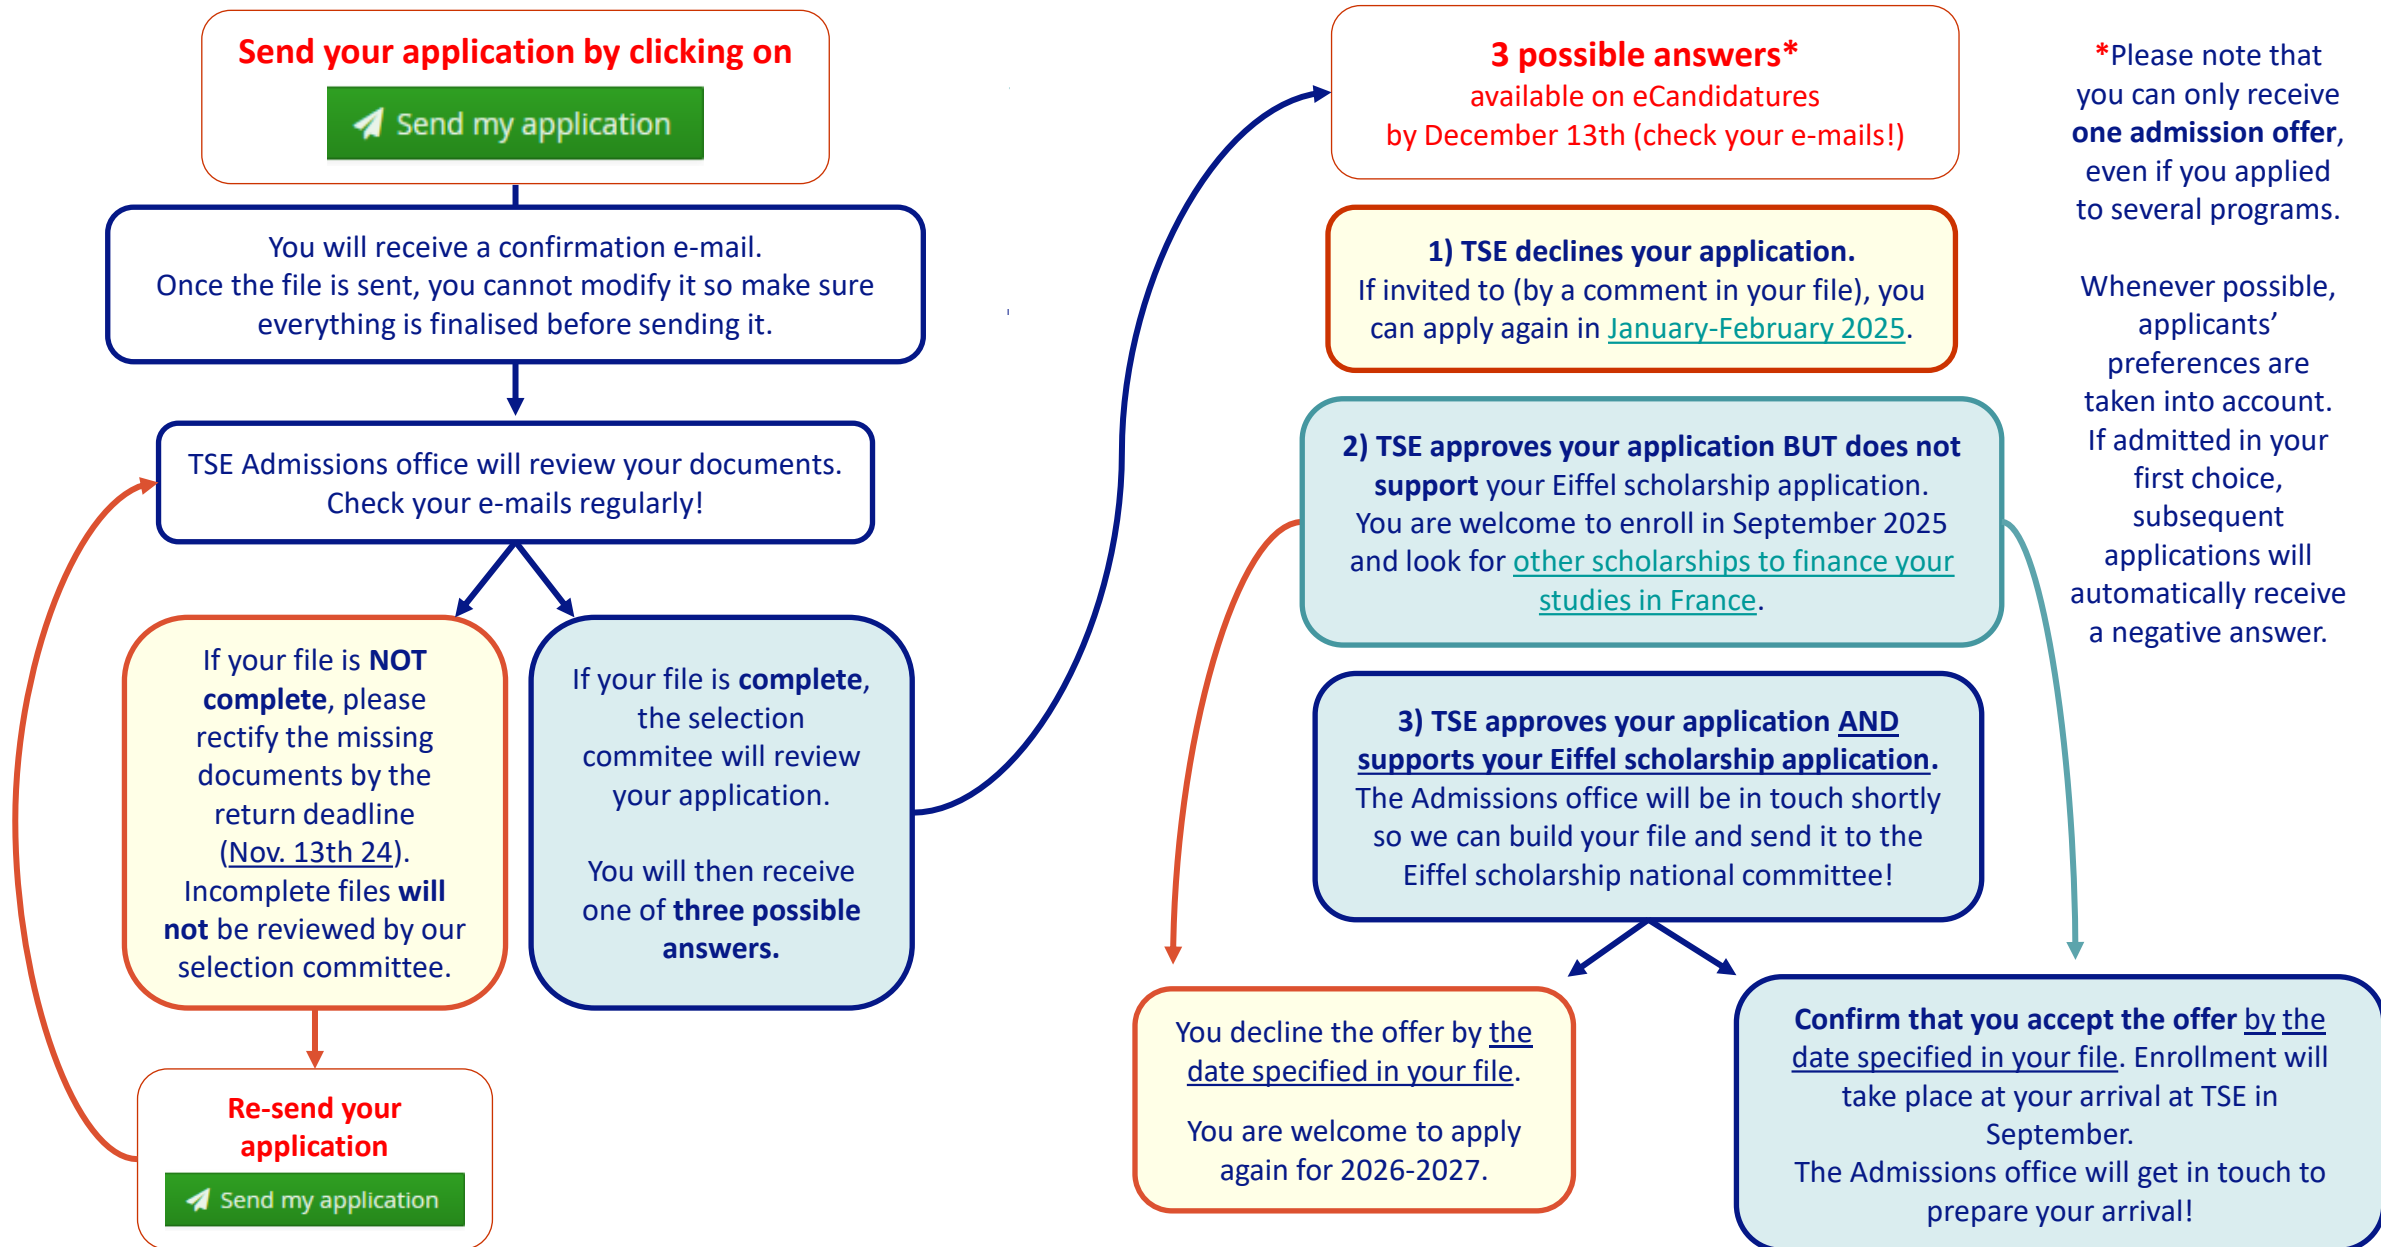 Send your application by clicking on
Send my application
You will receive a confirmation e-mail.
Once the file is sent, you cannot modify it so make sure
everything is finalised before sending it.
TSE Admissions office will review your documents.
Check your e-mails regularly!
If your file is NOT
complete, please
rectify the missing
documents by the
return deadline
(Nov. 13th 24).
Incomplete files will
not be reviewed by our
selection committee.
Re-send your
application
Send my application
If your file is complete,
the selection
commitee will review
your application.
You will then receive
one of three possible
answers.
3 possible answers*
available on eCandidatures
by December 13th (check your e-mails!)
1) TSE declines your application.
If invited to (by a comment in your file), you
can apply again in January-February 2025.
2) TSE approves your application BUT does not
support your Eiffel scholarship application.
You are welcome to enroll in September 2025
and look for other scholarships to finance your
studies in France.
3) TSE approves your application AND
supports your Eiffel scholarship application.
The Admissions office will be in touch shortly
so we can build your file and send it to the
Eiffel scholarship national committee!
You decline the offer by the
date specified in your file.
You are welcome to apply
again for 2026-2027.
Confirm that you accept the offer by the
date specified in your file. Enrollment will
take place at your arrival at TSE in
September.
The Admissions office will get in touch to
prepare your arrival!
*Please note that
you can only receive
one admission offer,
even if you applied
to several programs.
Whenever possible,
applicants’
preferences are
taken into account.
If admitted in your
first choice,
subsequent
applications will
automatically receive
a negative answer.